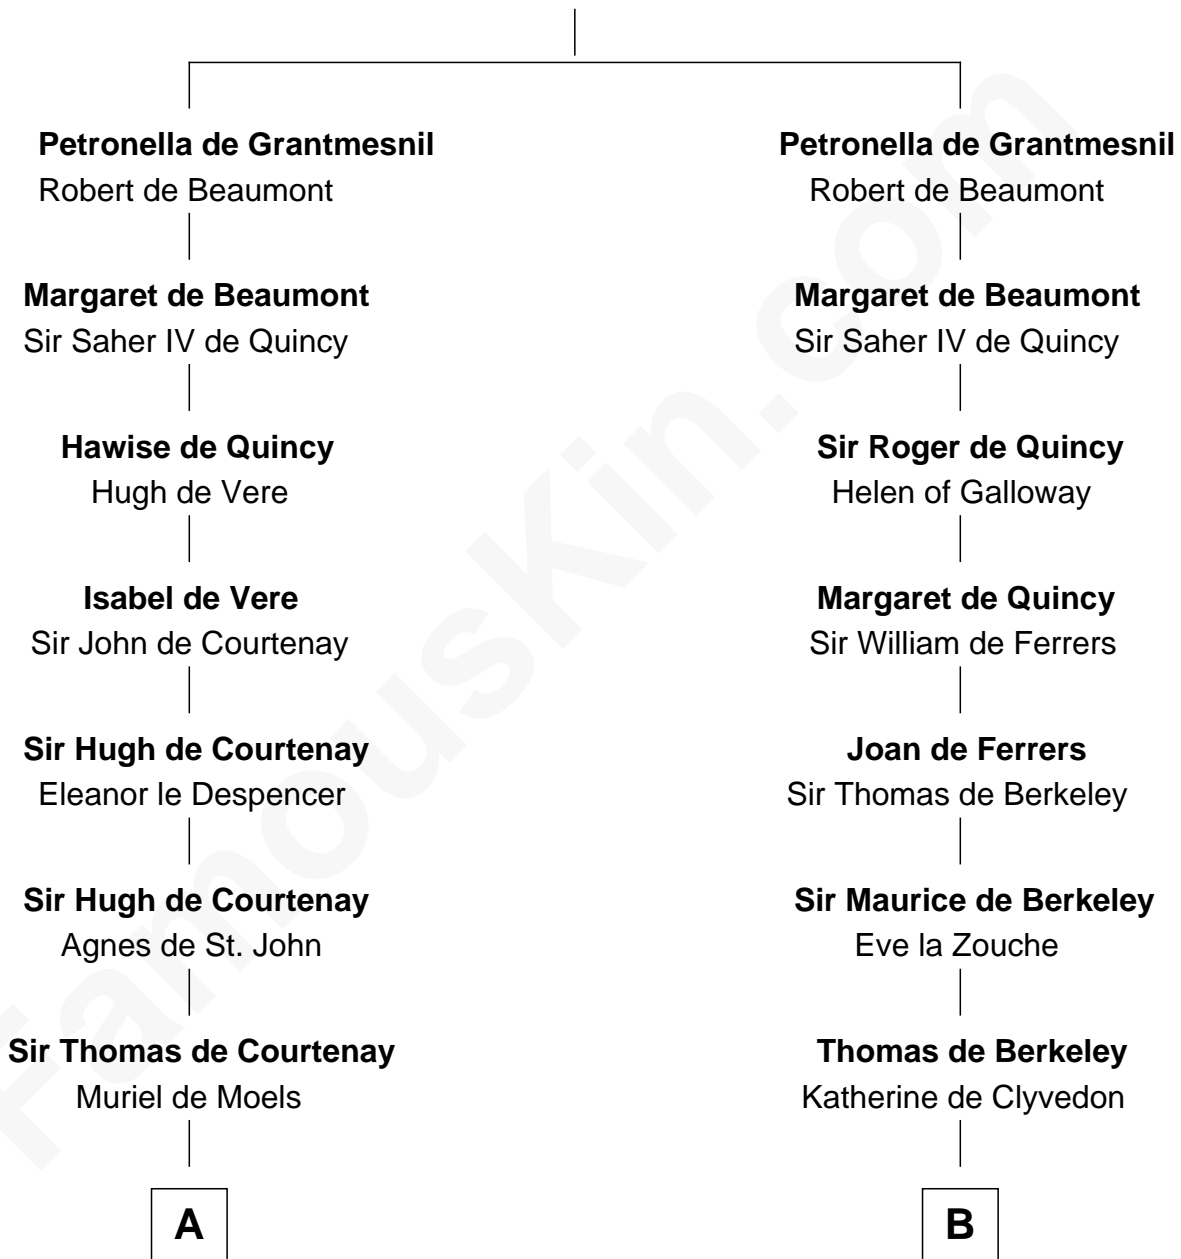 Petronella de Grantmesnil
Robert de Beaumont
Margaret de Beaumont
Sir Saher IV de Quincy
Hawise de Quincy
Hugh de Vere
Isabel de Vere
Sir John de Courtenay
Sir Hugh de Courtenay
Eleanor le Despencer
Sir Hugh de Courtenay
Agnes de St. John
Sir Thomas de Courtenay
Muriel de Moels
A
Petronella de Grantmesnil
Robert de Beaumont
Margaret de Beaumont
Sir Saher IV de Quincy
Sir Roger de Quincy
Helen of Galloway
Margaret de Quincy
Sir William de Ferrers
Joan de Ferrers
Sir Thomas de Berkeley
Sir Maurice de Berkeley
Eve la Zouche
Thomas de Berkeley
Katherine de Clyvedon
B
FamousKin.com